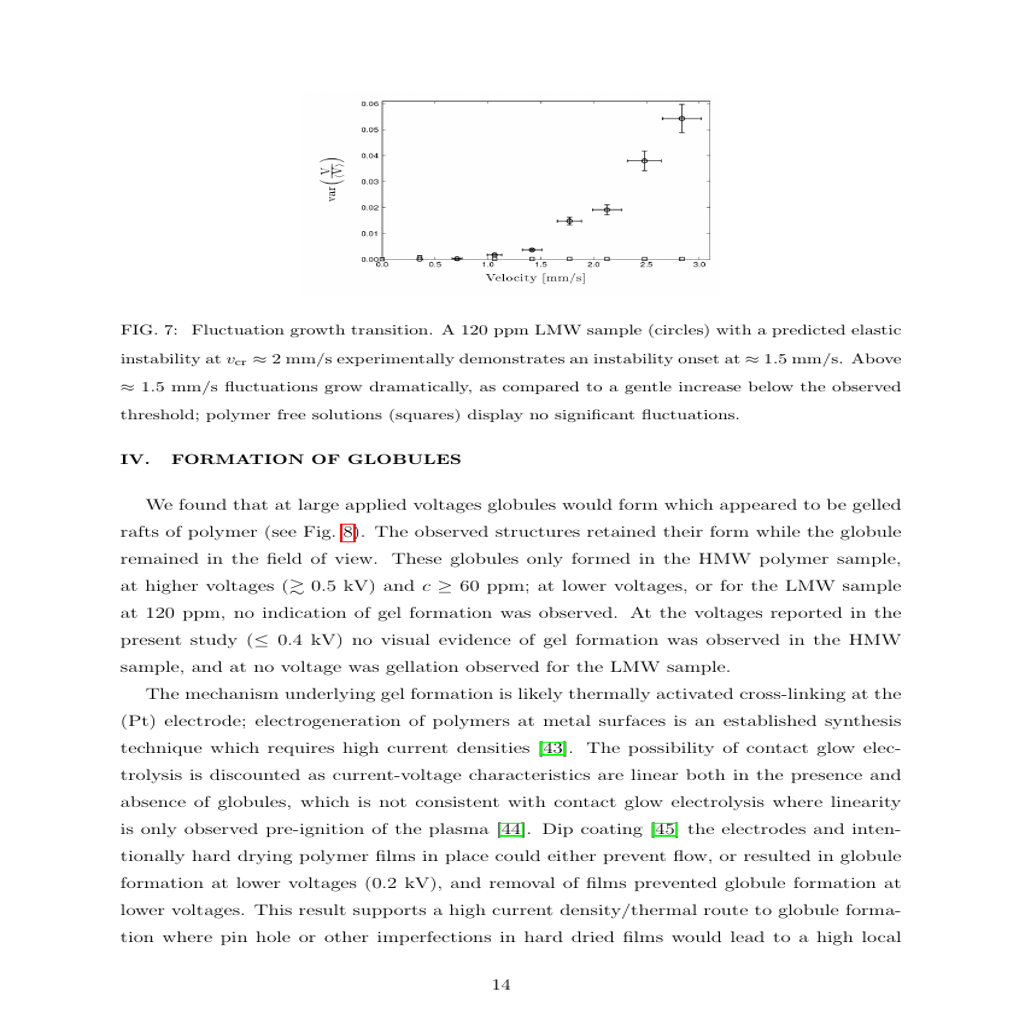 0.06
0.05
0.04
0.03
0.02
0.01
0.00
0.0 0.5 1.0 1.5 2.0 2.5 3.0
Velocity [mm/s]
var
FIG. 7: Fluctuation growth transition. A 120 ppm LMW sample (circles) with a predicted elastic
instability at vcr ≈ 2 mm/s experimentally demonstrates an instability onset at ≈ 1.5 mm/s. Above
≈ 1.5 mm/s fluctuations grow dramatically, as compared to a gentle increase below the observed
threshold; polymer free solutions (squares) display no significant fluctuations.
IV. FORMATION OF GLOBULES
We found that at large applied voltages globules would form which appeared to be gelled
rafts of polymer (see Fig. 8). The observed structures retained their form while the globule
remained in the field of view. These globules only formed in the HMW polymer sample,
at higher voltages (≳ 0.5 kV) and c ≥ 60 ppm; at lower voltages, or for the LMW sample
at 120 ppm, no indication of gel formation was observed. At the voltages reported in the
present study (≤ 0.4 kV) no visual evidence of gel formation was observed in the HMW
sample, and at no voltage was gellation observed for the LMW sample.
The mechanism underlying gel formation is likely thermally activated cross-linking at the
(Pt) electrode; electrogeneration of polymers at metal surfaces is an established synthesis
technique which requires high current densities [43]. The possibility of contact glow elec-
trolysis is discounted as current-voltage characteristics are linear both in the presence and
absence of globules, which is not consistent with contact glow electrolysis where linearity
is only observed pre-ignition of the plasma [44]. Dip coating [45] the electrodes and inten-
tionally hard drying polymer films in place could either prevent flow, or resulted in globule
formation at lower voltages (0.2 kV), and removal of films prevented globule formation at
lower voltages. This result supports a high current density/thermal route to globule forma-
tion where pin hole or other imperfections in hard dried films would lead to a high local
14